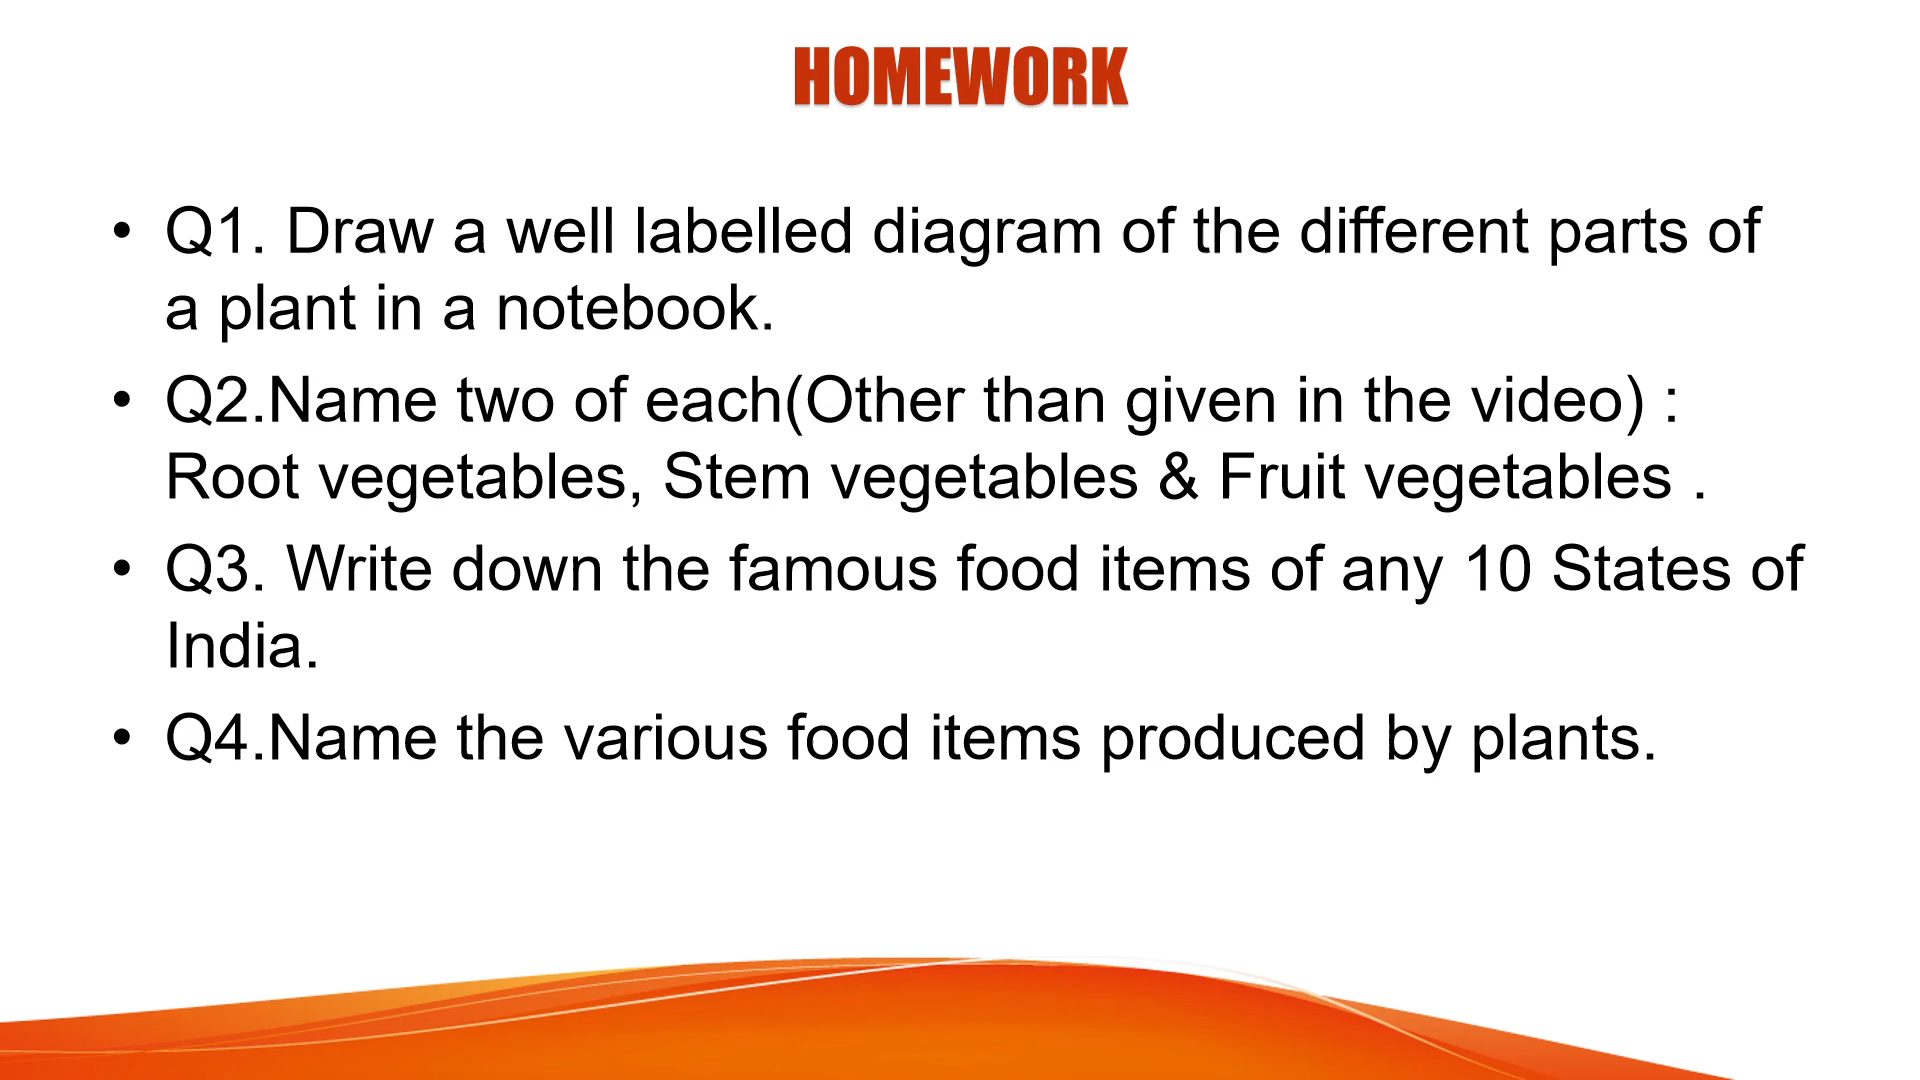 HOMEWORK
• Q1. Draw a well labelled diagram of the different parts of
a plant in a notebook.
• Q2.Name two of each(Other than given in the video) :
Root vegetables, Stem vegetables & Fruit vegetables .
• Q3. Write down the famous food items of any 10 States of
India.
• Q4.Name the various food items produced by plants.